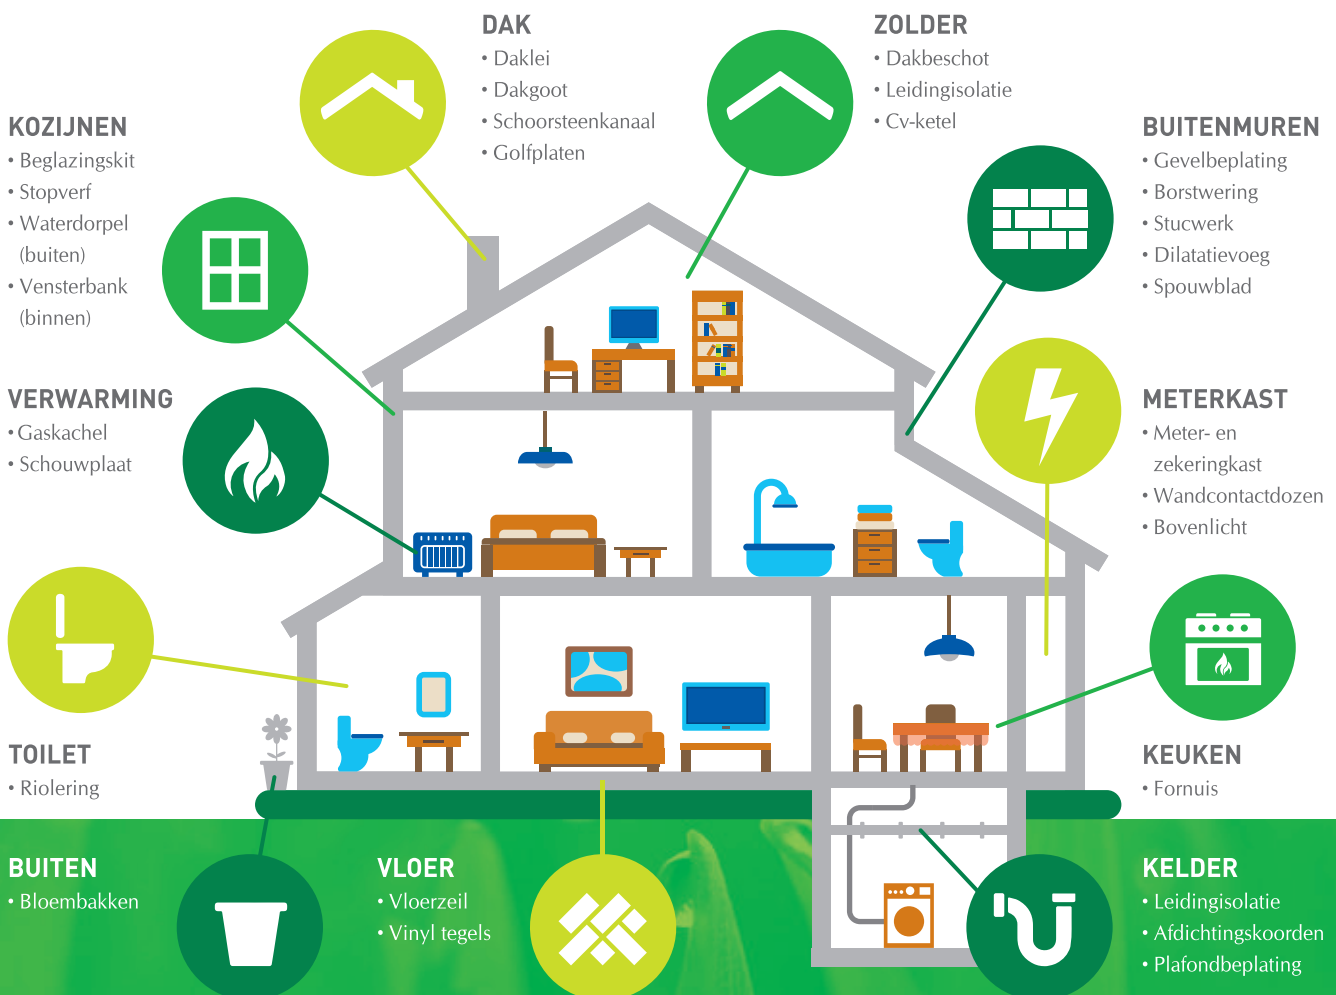 DAK
• Daklei
• Dakgoot
• Schoorsteenkanaal
• Golfplaten
ZOLDER
• Dakbeschot
• Leidingisolatie
• Cv-ketel
KOZIJNEN
• Beglazingskit
• Stopverf
• Waterdorpel
(buiten)
• Vensterbank
(binnen)
BUITENMUREN
• Gevelbeplating
• Borstwering
• Stucwerk
• Dilatatievoeg
• Spouwblad
VERWARMING
• Gaskachel
• Schouwplaat
METERKAST
• Meter- en
zekeringkast
• Wandcontactdozen
• Bovenlicht
TOILET
• Riolering
KEUKEN
• Fornuis
BUITEN
• Bloembakken
VLOER
• Vloerzeil
• Vinyl tegels
KELDER
• Leidingisolatie
• Afdichtingskoorden
• Plafondbeplating